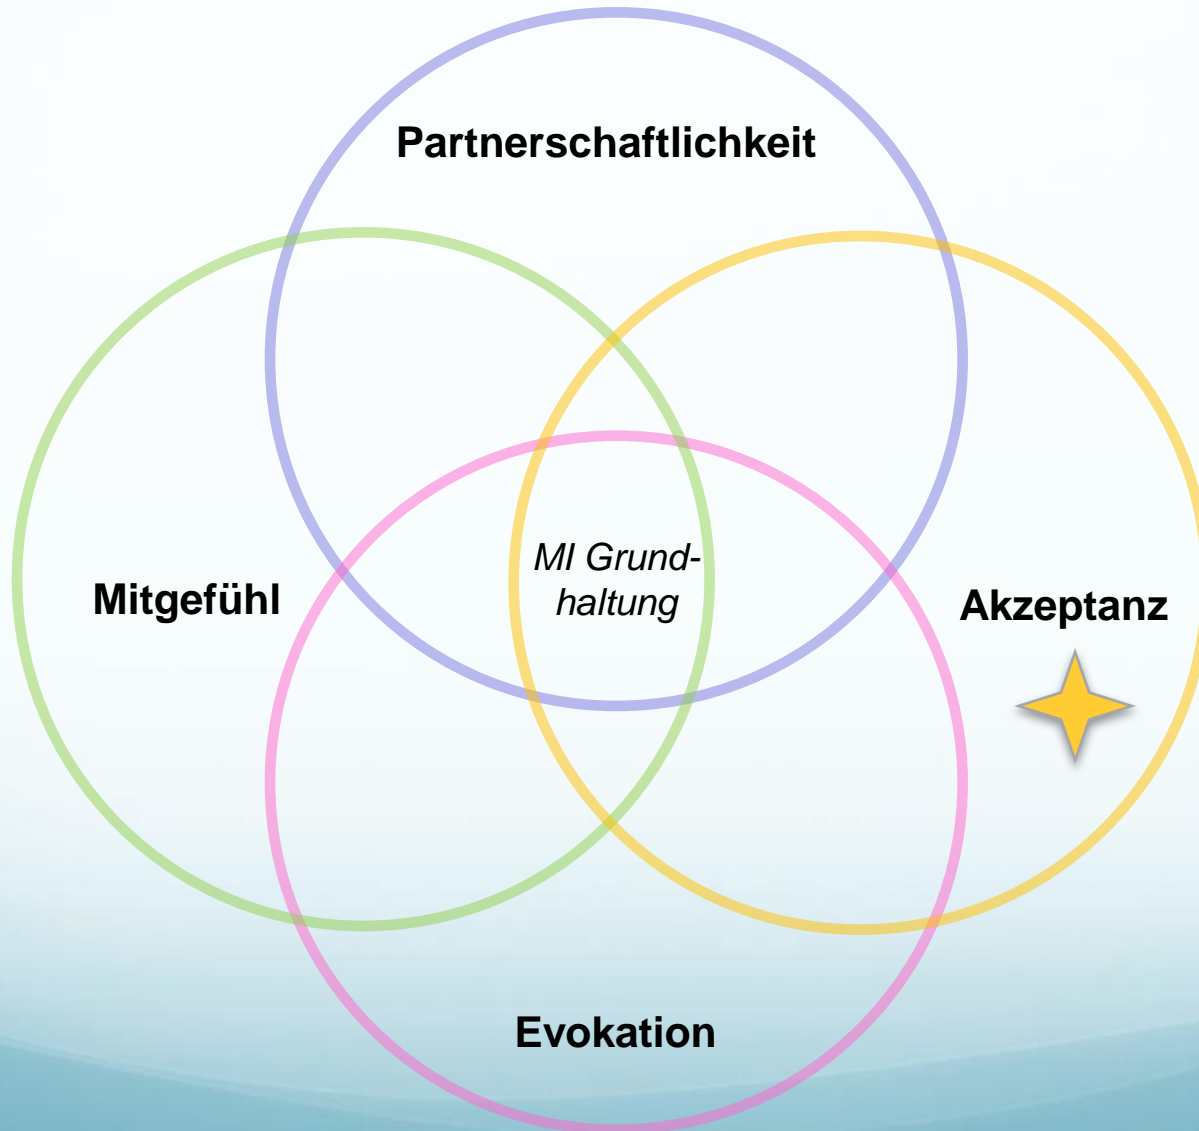 Partnerschaftlichkeit
MI Grund-
haltung
Mitgefühl
Akzeptanz
Evokation